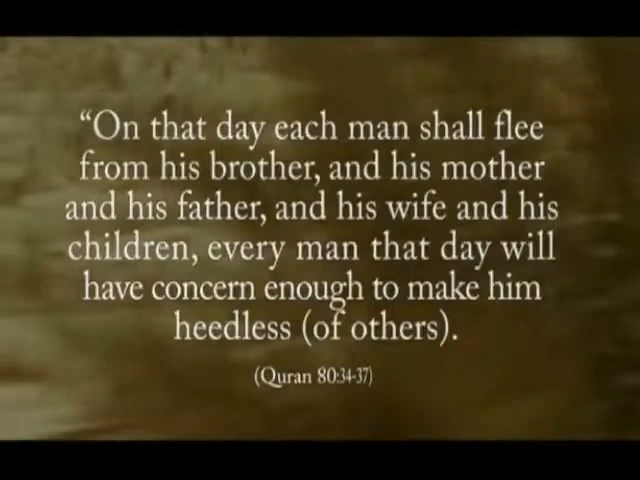 “On that day each man shall flee
from his brother, and his mother
and his father, and his wife and his
children, every man that day will
have concern enough to make him
heedless (of others).
(Quran 80:34-37)